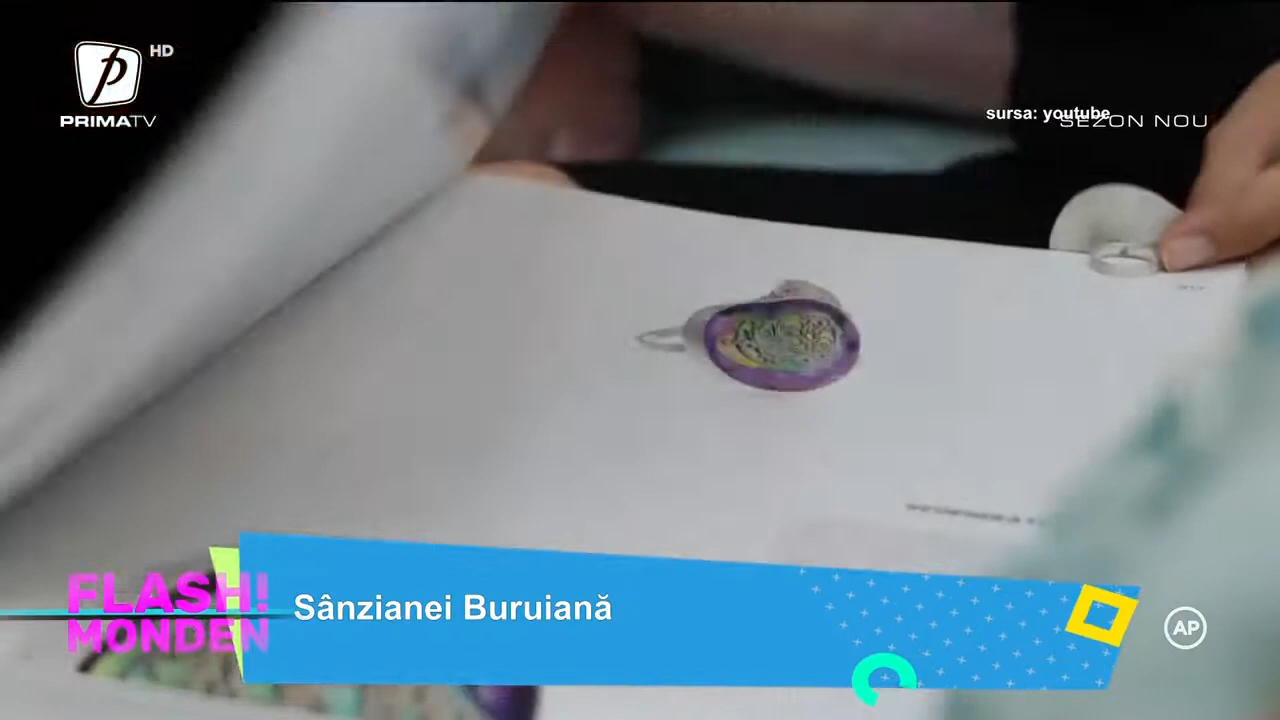 HD
PRIMATV
sursa: youtube
SEZON NOU
FLASH!
MONDEN
Sânzianei Buruiană
AP